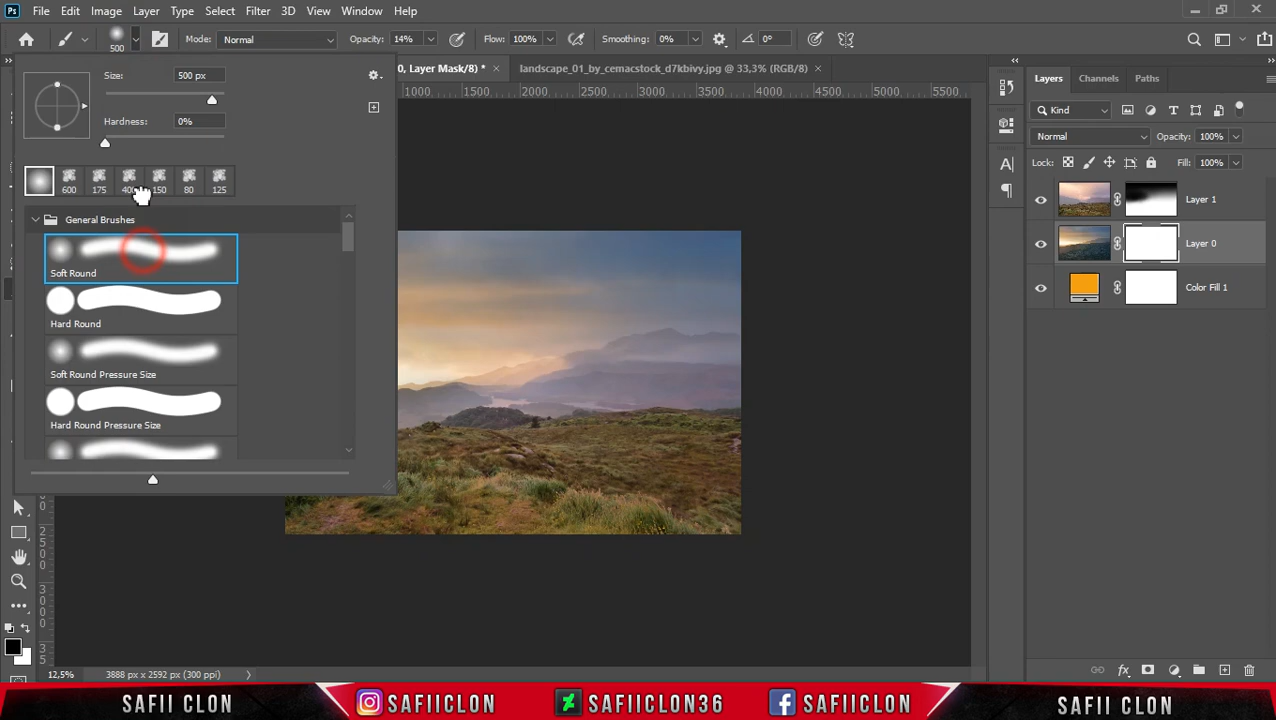 Ps File Edit Image Layer Type Select Filter 3D View Window Help
500 Mode: Normal Opacity: 14% Flow: 100% Smoothing: 0% 0°
0, Layer Mask/8) * × landscape_01_by_cemacstock_d7kbivy.jpg @ 33,3% (RGB/8) ×
1000 1500 2000 2500 3000 3500 4000 4500 5000 5500
Size: 500 px
Hardness: 0%
600 175 400 150 80 125
General Brushes
Soft Round
Hard Round
Soft Round Pressure Size
Hard Round Pressure Size
Layers Channels Paths
Kind
Normal Opacity: 100%
Lock: Fill: 100%
Layer 1
Layer 0
Color Fill 1
12,5% 3888 px x 2592 px (300 ppi)
SAFII CLON SAFIICLON SAFIICLON36 SAFIICLON SAFII CLON